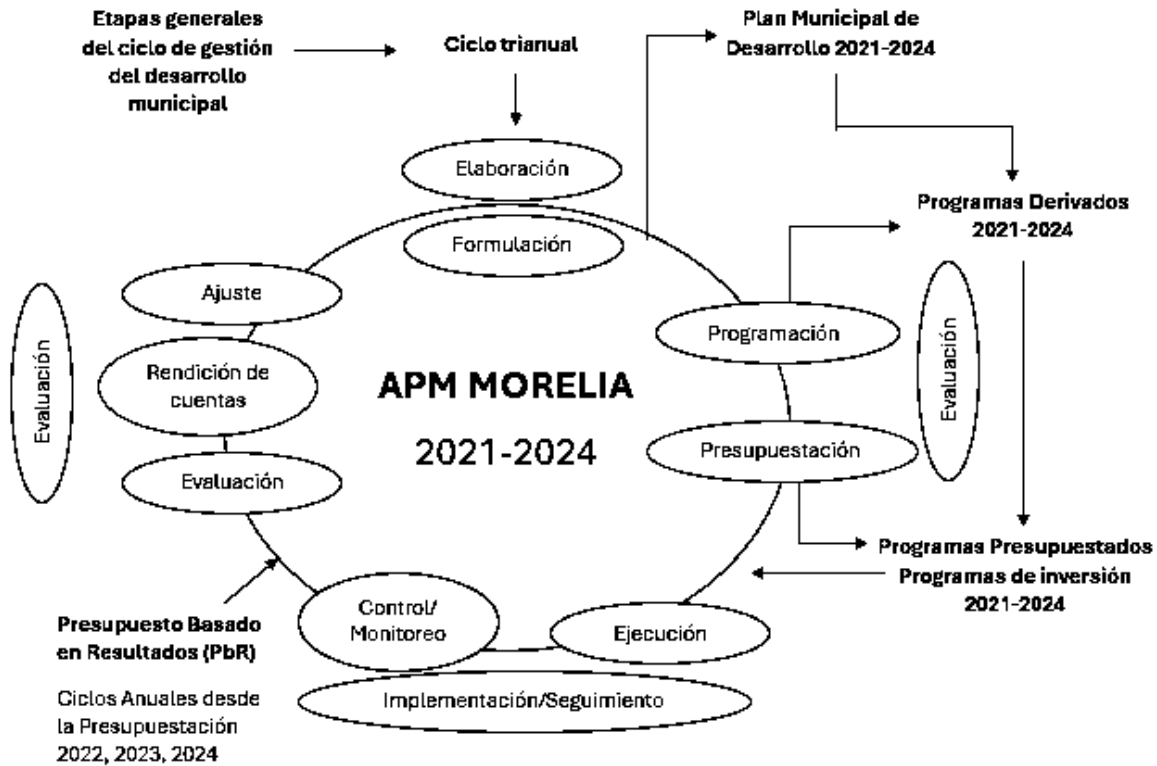 Etapas generales
del ciclo de gestión
del desarrollo
municipal
Ciclo trianual
Plan Municipal de
Desarrollo 2021-2024
Elaboración
Formulación
Programas Derivados
2021-2024
Ajuste
Programación
Evaluación
Evaluación
Rendición de
cuentas
APM MORELIA
2021-2024
Presupuestación
Evaluación
Programas Presupuestados
Programas de inversión
2021-2024
Control/
Monitoreo
Ejecución
Presupuesto Basado
en Resultados (PbR)
Implementación/Seguimiento
Ciclos Anuales desde
la Presupuestación
2022, 2023, 2024